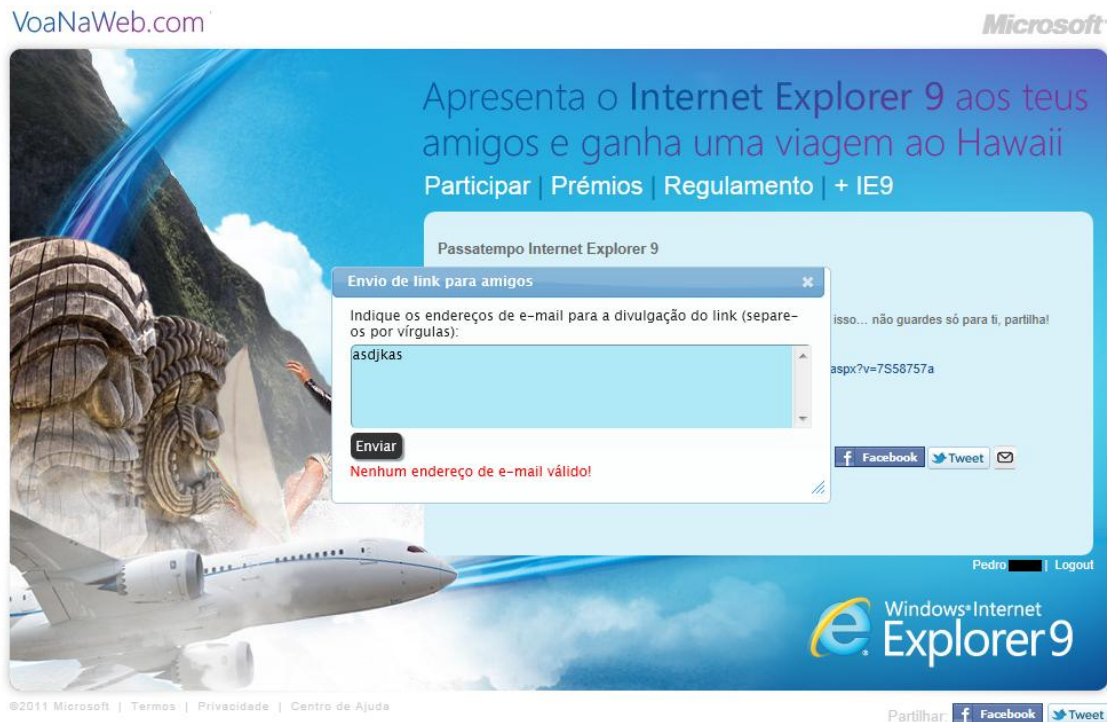 VoaNaWeb.com
Microsoft
Apresenta o Internet Explorer 9 aos teus
amigos e ganha uma viagem ao Hawaii
Participar | Prémios | Regulamento | + IE9
Passatempo Internet Explorer 9
Envio de link para amigos
Indique os endereços de e-mail para a divulgação do link (separe-
os por vírgulas):
asdjkas
Enviar
Nenhum endereço de e-mail válido!
isso... não guardes só para ti, partilha!
aspx?v=7S58757a
Facebook Tweet
Pedro | Logout
Windows Internet
Explorer 9
©2011 Microsoft | Termos | Privacidade | Centro de Ajuda
Partilhar: Facebook Tweet